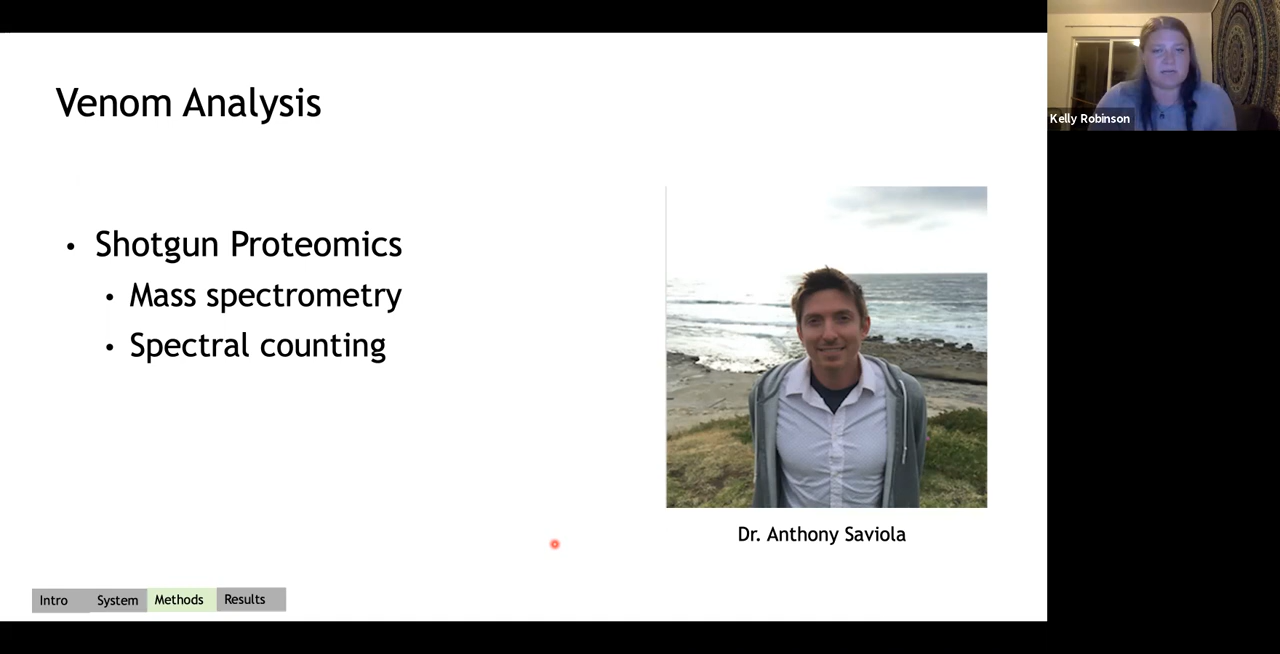 Venom Analysis
Kelly Robinson
• Shotgun Proteomics
• Mass spectrometry
• Spectral counting
Dr. Anthony Saviola
Intro System Methods Results